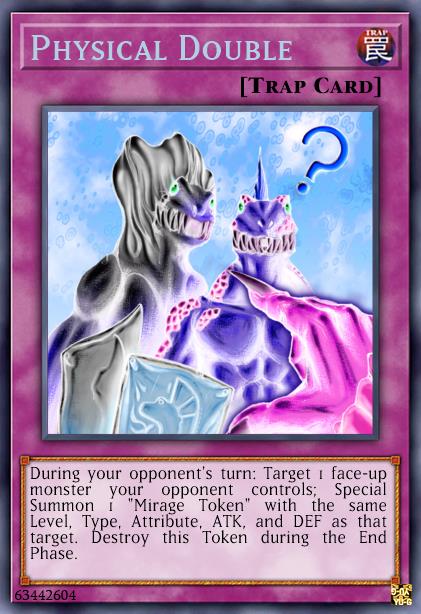 PHYSICAL DOUBLE
TRAP
罠
[TRAP CARD]
?
During your opponent's turn: Target 1 face-up
monster your opponent controls; Special
Summon 1 "Mirage Token" with the same
Level, Type, Attribute, ATK, and DEF as that
target. Destroy this Token during the End
Phase.
63442604